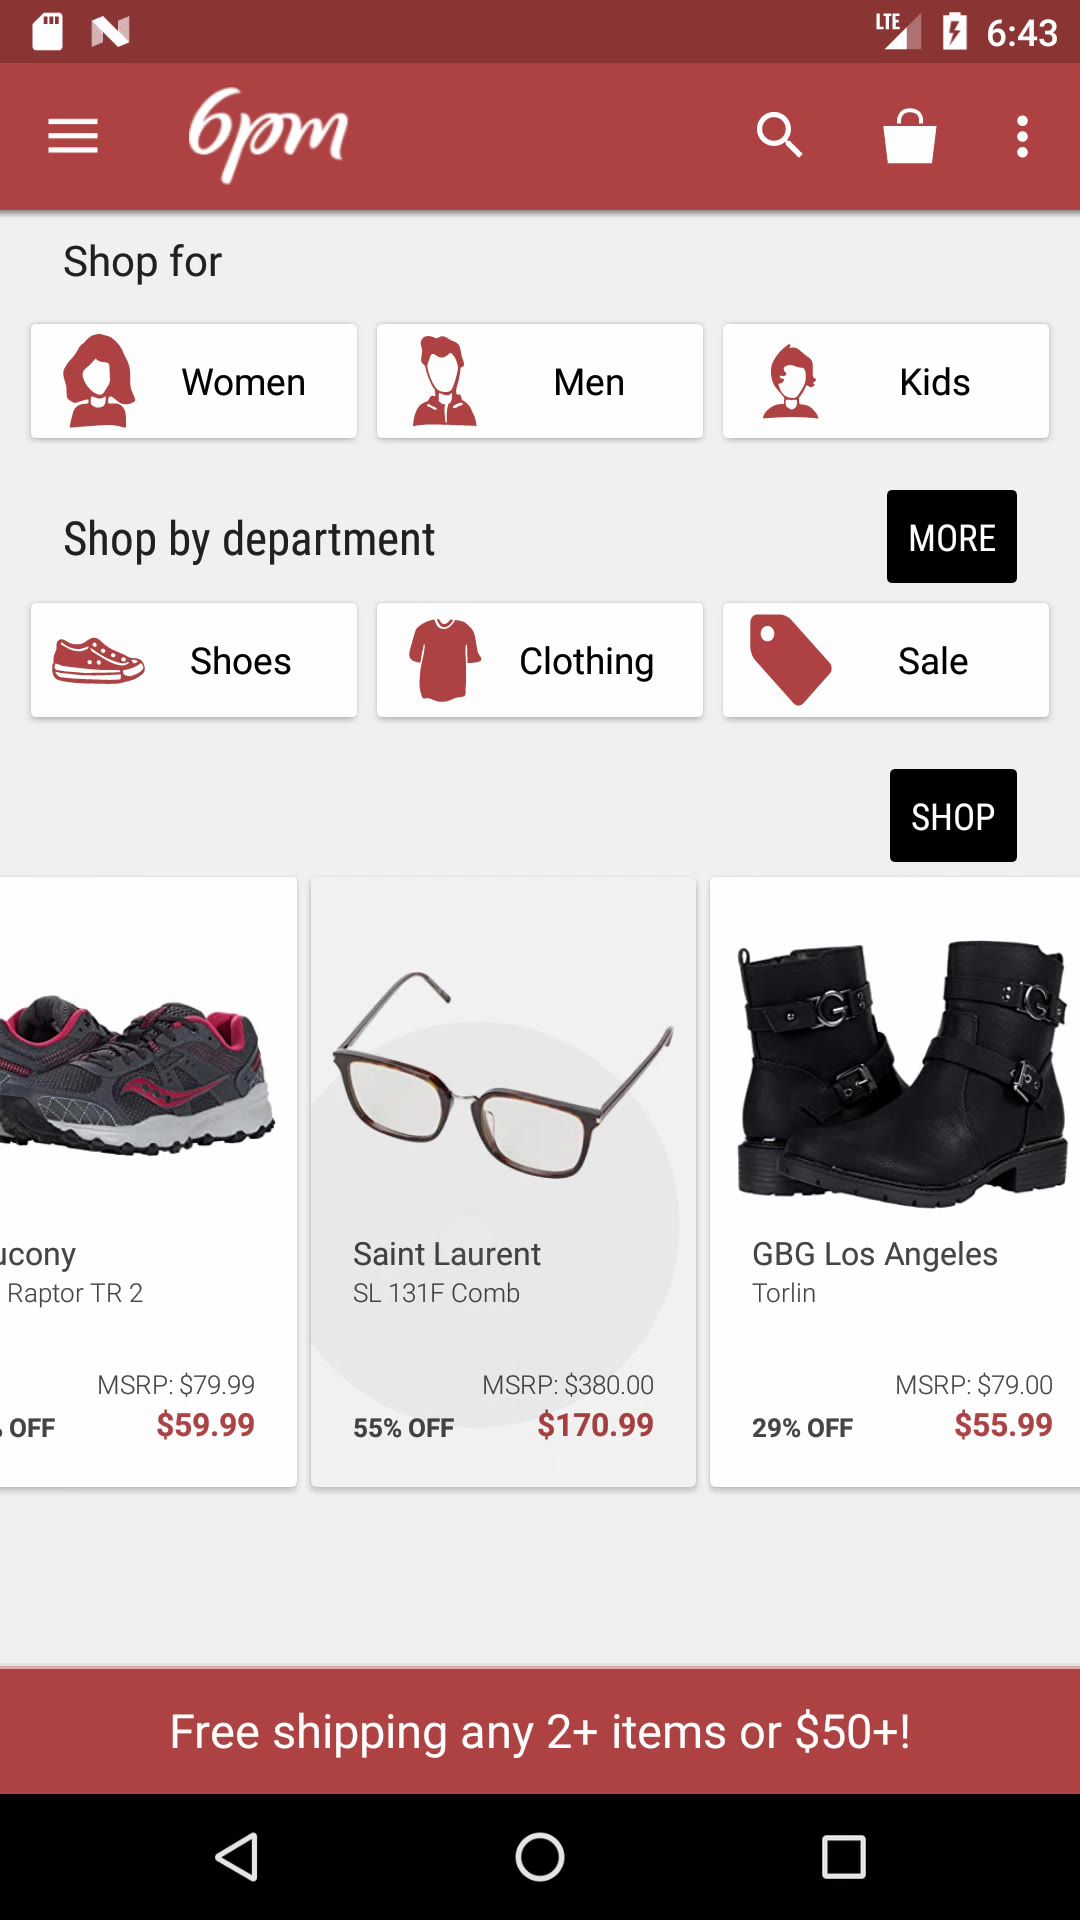 LTE 6:43
6pm
Shop for
Women Men Kids
Shop by department MORE
Shoes Clothing Sale
SHOP
ucony Saint Laurent GBG Los Angeles
Raptor TR 2 SL 131F Comb Torlin
MSRP: $79.99 MSRP: $380.00 MSRP: $79.00
% OFF $59.99 55% OFF $170.99 29% OFF $55.99
Free shipping any 2+ items or $50+!